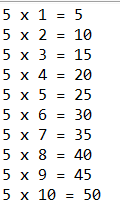 5 x 1 = 5
5 x 2 = 10
5 x 3 = 15
5 x 4 = 20
5 x 5 = 25
5 x 6 = 30
5 x 7 = 35
5 x 8 = 40
5 x 9 = 45
5 x 10 = 50